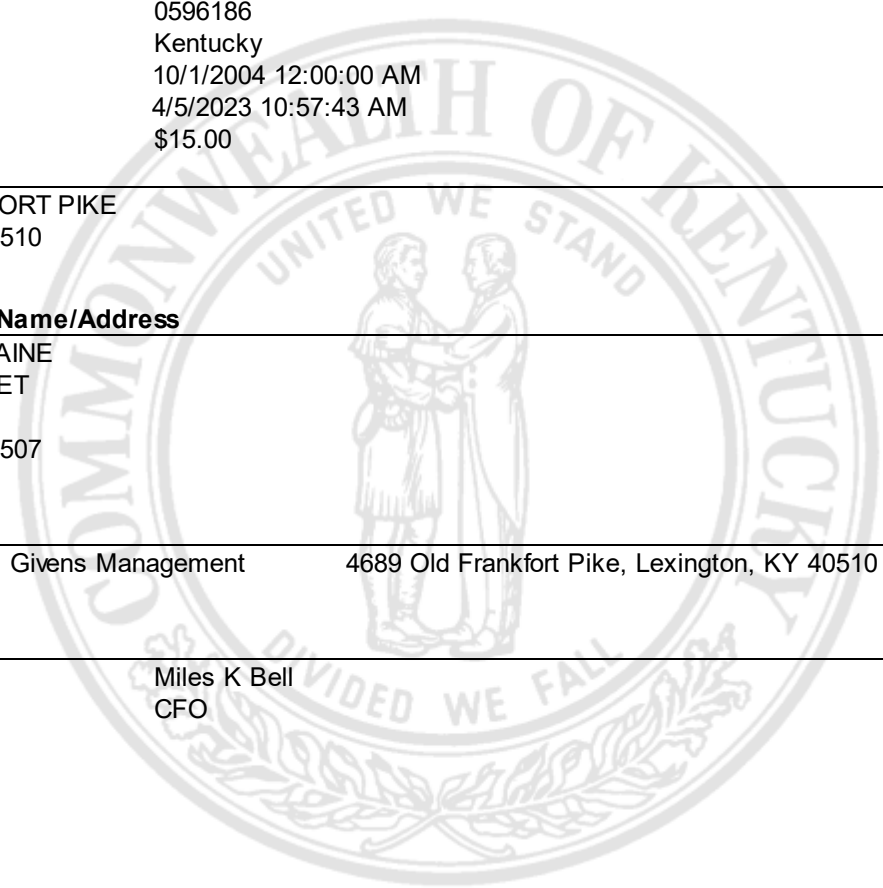 0596186
Kentucky
10/1/2004 12:00:00 AM
4/5/2023 10:57:43 AM
$15.00
ORT PIKE
510
Name/Address
AINE
ET
507
Givens Management 4689 Old Frankfort Pike, Lexington, KY 40510
Miles K Bell
CFO
COMMONWEALTH OF KENTUCKY
UNITED WE STAND
DIVIDED WE FALL